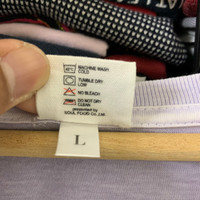 MACHINE WASH
COLD
TUMBLE DRY
LOW
NO BLEACH
DO NOT DRY
CLEAN
SOUL FOOD CO.,Ltd.
L